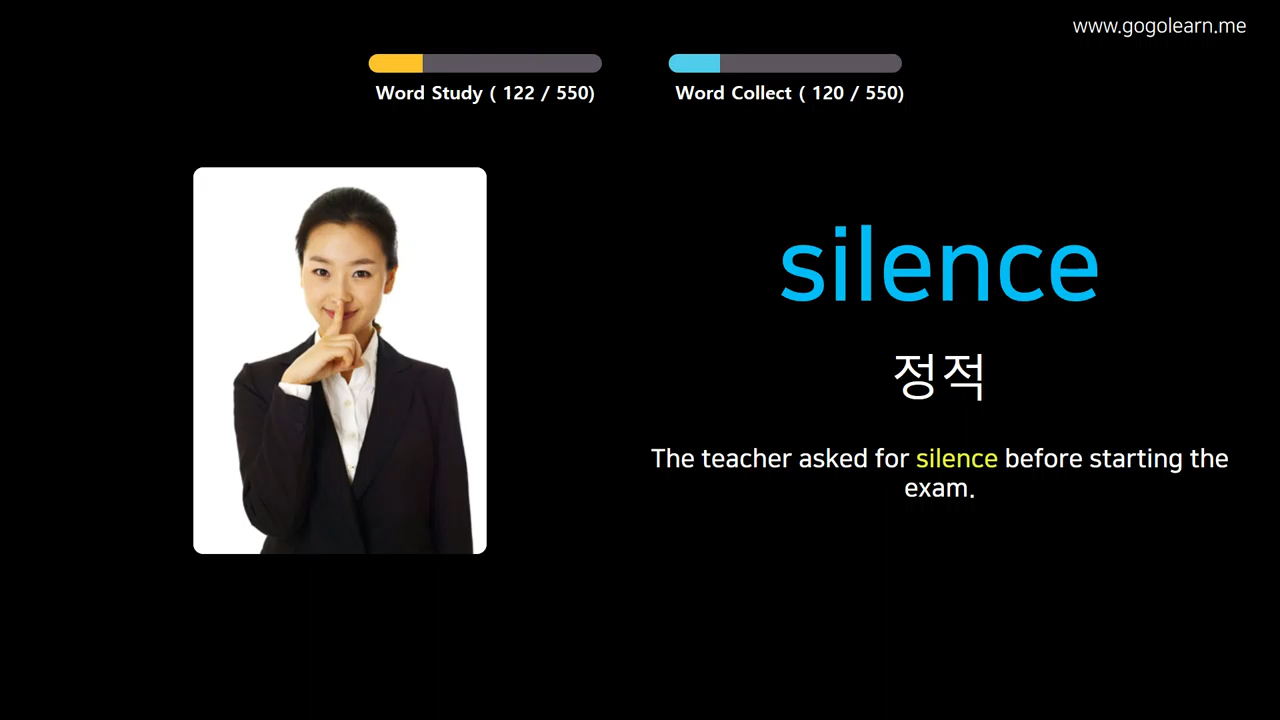 www.gogolearn.me
Word Study ( 122 / 550)
Word Collect ( 120 / 550)
silence
정적
The teacher asked for silence before starting the
exam.